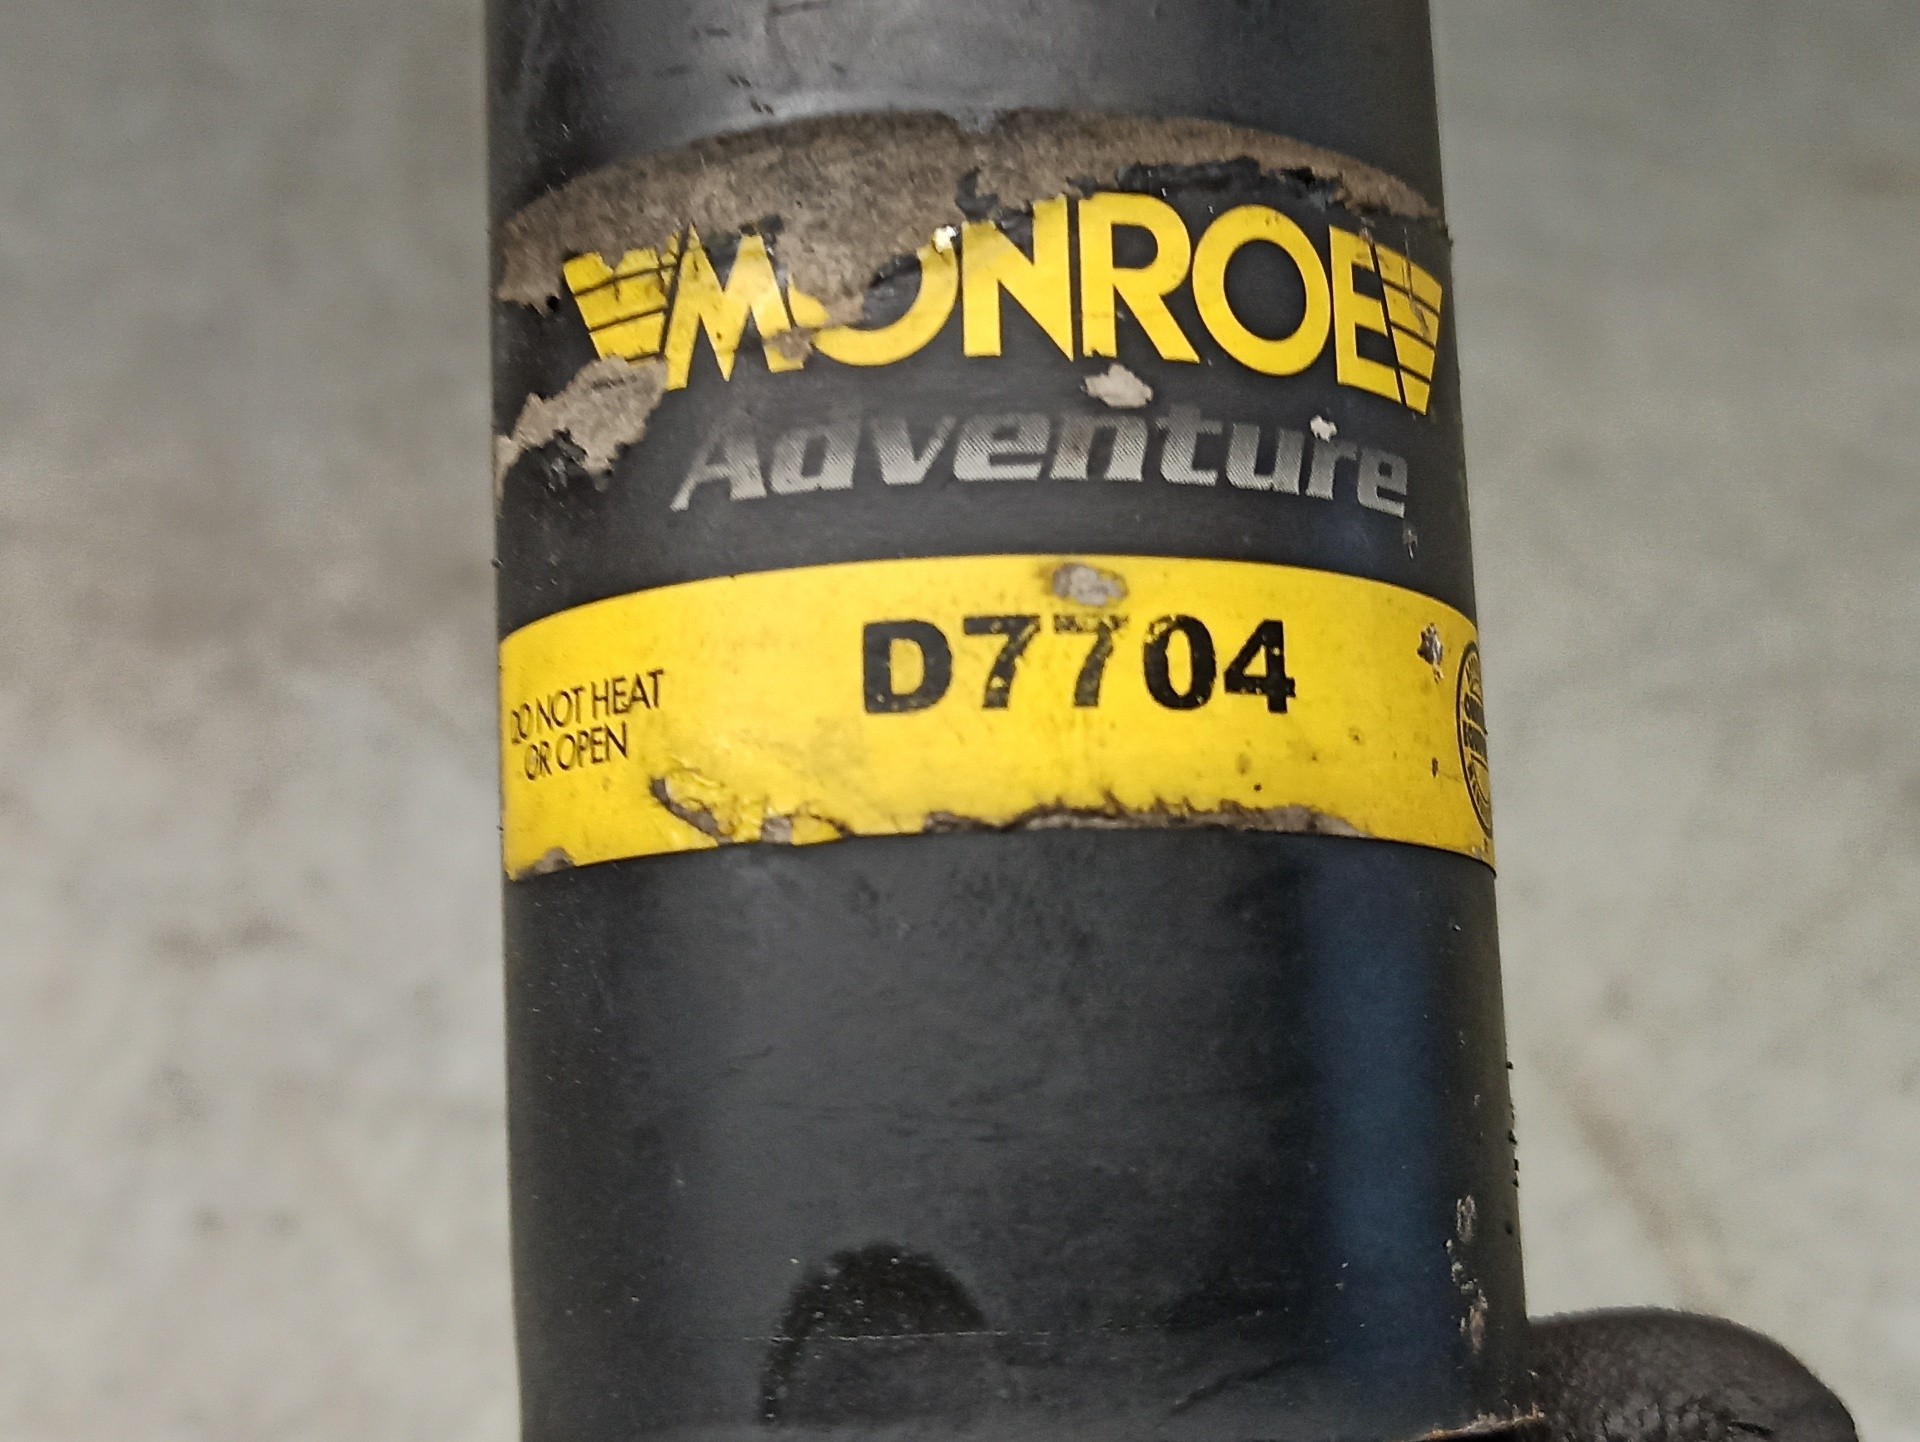 MONROE
Adventure
D7704
DO NOT HEAT
OR OPEN